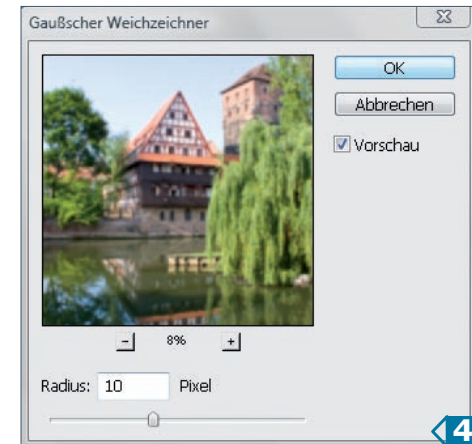 Gaußscher Weichzeichner
OK
Abbrechen
Vorschau
- 8% +
Radius: 10 Pixel
4